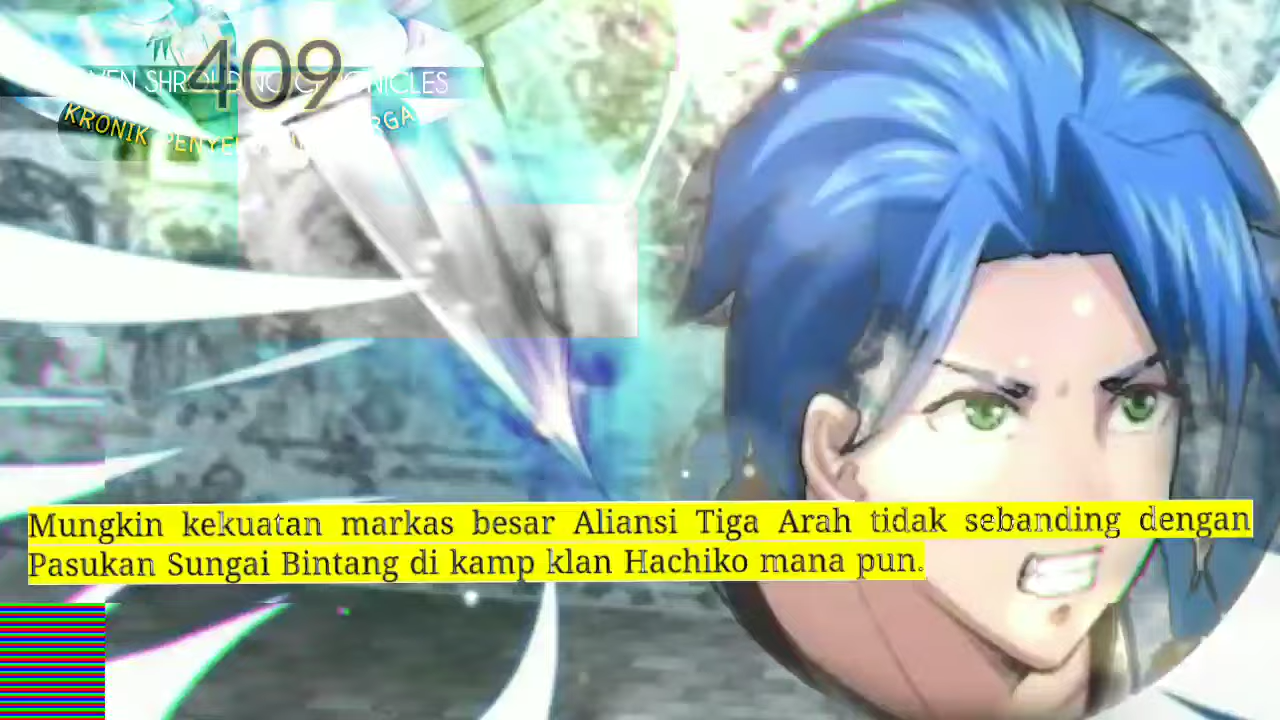 409
CHRONICLES
KRONIK
Mungkin kekuatan markas besar Aliansi Tiga Arah tidak sebanding dengan
Pasukan Sungai Bintang di kamp klan Hachiko mana pun.